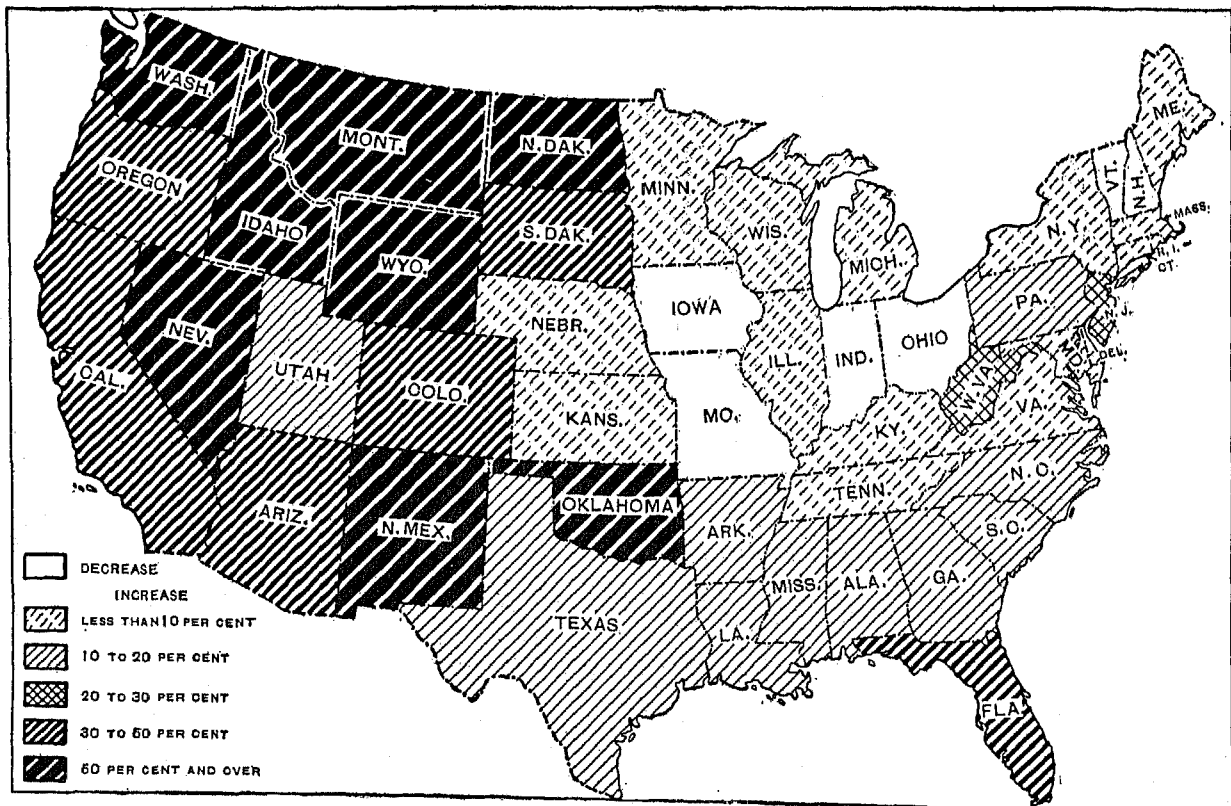 WASH.
MONT.
N. DAK.
MINN.
ME.
OREGON
IDAHO
WYO.
S. DAK.
WIS.
MICH.
N.Y.
VT.
N.H.
MASS.
R.I.
CT.
NEV.
UTAH
COLO.
NEBR.
IOWA
ILL.
IND.
OHIO
PA.
N.J.
DEL.
CAL.
KANS.
MO.
KY.
W. VA.
VA.
ARIZ.
N. MEX.
OKLAHOMA
ARK.
TENN.
N.C.
S.C.
TEXAS
LA.
MISS.
ALA.
GA.
FLA.
DECREASE
INCREASE
LESS THAN 10 PER CENT
10 TO 20 PER CENT
20 TO 30 PER CENT
30 TO 50 PER CENT
50 PER CENT AND OVER